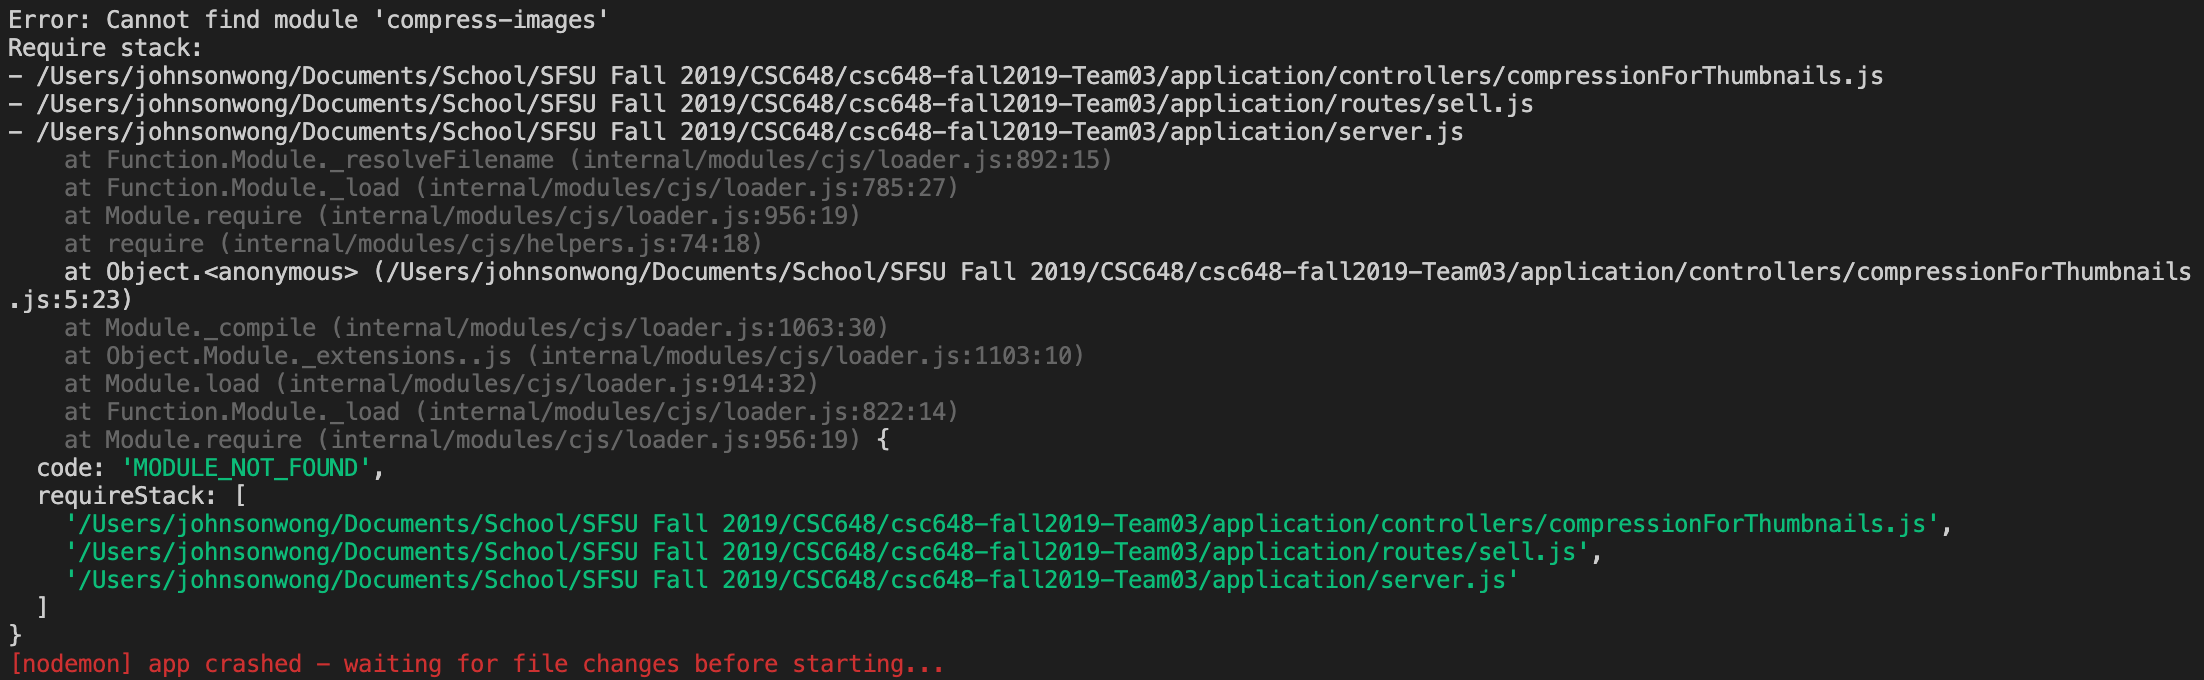 Error: Cannot find module 'compress-images'
Require stack:
- /Users/johnsonwong/Documents/School/SFSU Fall 2019/CSC648/csc648-fall2019-Team03/application/controllers/compressionForThumbnails.js
- /Users/johnsonwong/Documents/School/SFSU Fall 2019/CSC648/csc648-fall2019-Team03/application/routes/sell.js
- /Users/johnsonwong/Documents/School/SFSU Fall 2019/CSC648/csc648-fall2019-Team03/application/server.js
    at Function.Module._resolveFilename (internal/modules/cjs/loader.js:892:15)
    at Function.Module._load (internal/modules/cjs/loader.js:785:27)
    at Module.require (internal/modules/cjs/loader.js:956:19)
    at require (internal/modules/cjs/helpers.js:74:18)
    at Object.<anonymous> (/Users/johnsonwong/Documents/School/SFSU Fall 2019/CSC648/csc648-fall2019-Team03/application/controllers/compressionForThumbnails
.js:5:23)
    at Module._compile (internal/modules/cjs/loader.js:1063:30)
    at Object.Module._extensions..js (internal/modules/cjs/loader.js:1103:10)
    at Module.load (internal/modules/cjs/loader.js:914:32)
    at Function.Module._load (internal/modules/cjs/loader.js:822:14)
    at Module.require (internal/modules/cjs/loader.js:956:19) {
  code: 'MODULE_NOT_FOUND',
  requireStack: [
    '/Users/johnsonwong/Documents/School/SFSU Fall 2019/CSC648/csc648-fall2019-Team03/application/controllers/compressionForThumbnails.js',
    '/Users/johnsonwong/Documents/School/SFSU Fall 2019/CSC648/csc648-fall2019-Team03/application/routes/sell.js',
    '/Users/johnsonwong/Documents/School/SFSU Fall 2019/CSC648/csc648-fall2019-Team03/application/server.js'
  ]
}
[nodemon] app crashed - waiting for file changes before starting...